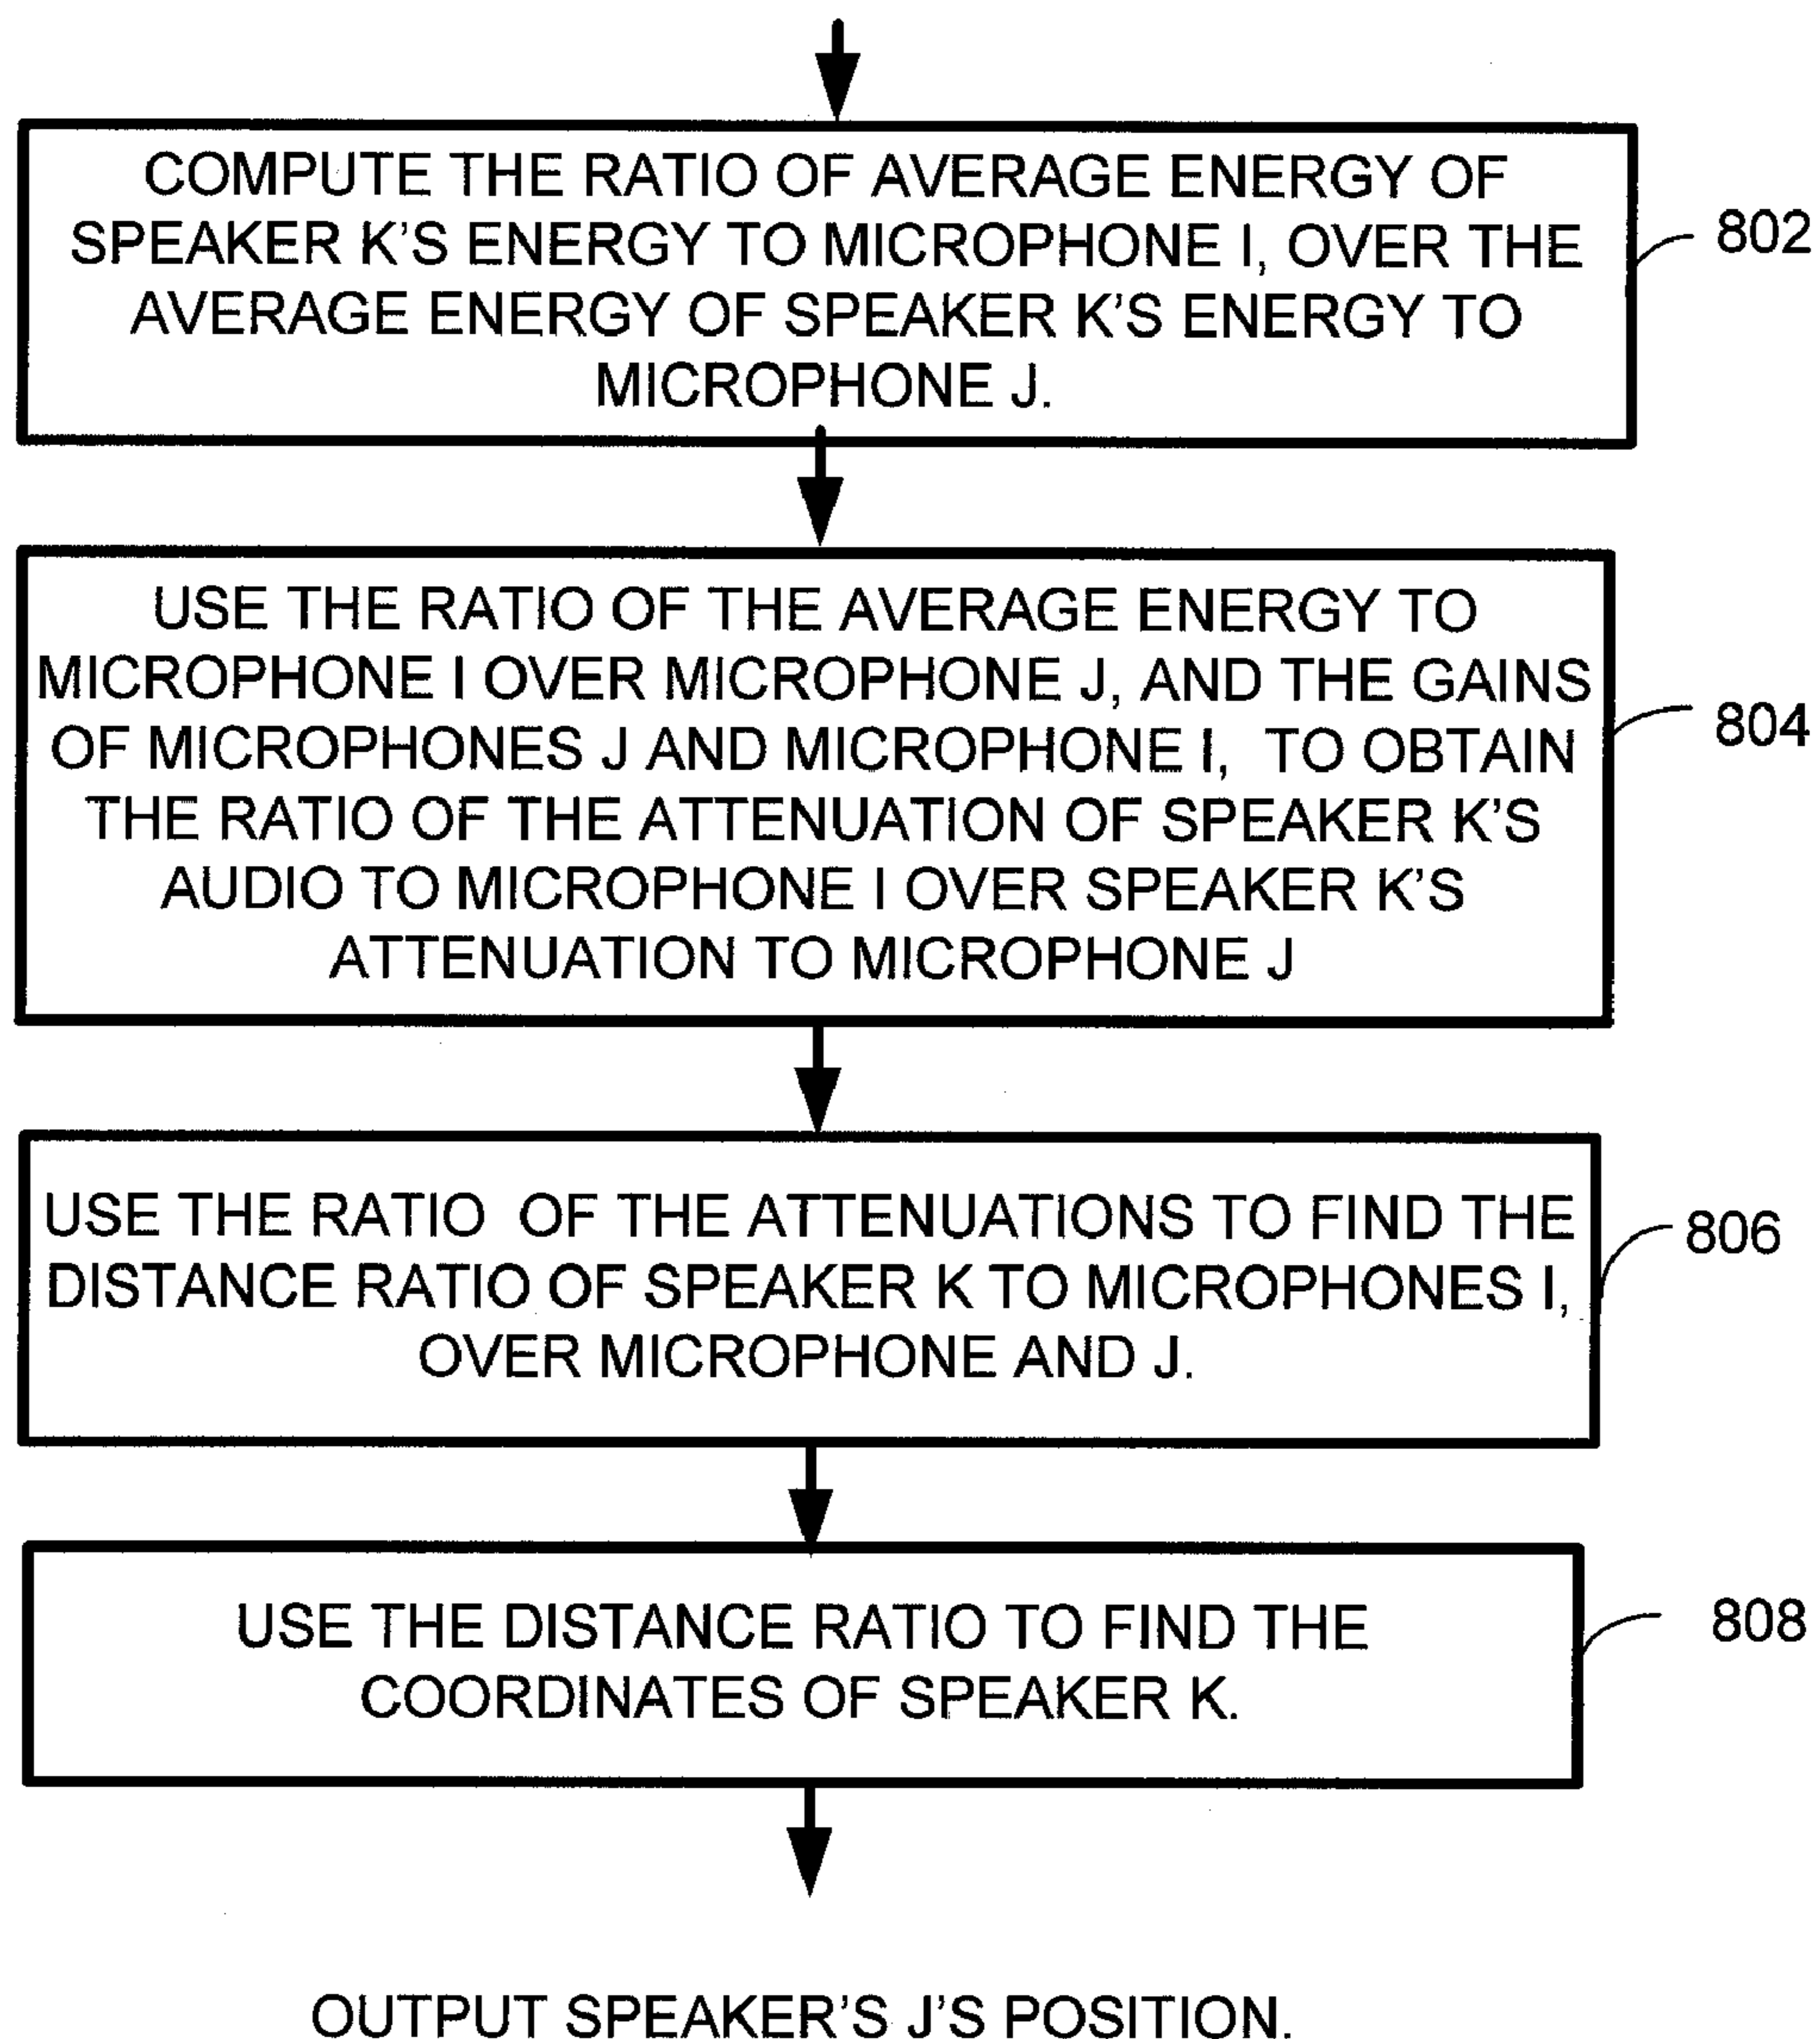 COMPUTE THE RATIO OF AVERAGE ENERGY OF
SPEAKER K'S ENERGY TO MICROPHONE I, OVER THE
AVERAGE ENERGY OF SPEAKER K'S ENERGY TO
MICROPHONE J.
802
USE THE RATIO OF THE AVERAGE ENERGY TO
MICROPHONE I OVER MICROPHONE J, AND THE GAINS
OF MICROPHONES J AND MICROPHONE I, TO OBTAIN
THE RATIO OF THE ATTENUATION OF SPEAKER K'S
AUDIO TO MICROPHONE I OVER SPEAKER K'S
ATTENUATION TO MICROPHONE J
804
USE THE RATIO OF THE ATTENUATIONS TO FIND THE
DISTANCE RATIO OF SPEAKER K TO MICROPHONES I,
OVER MICROPHONE AND J.
806
USE THE DISTANCE RATIO TO FIND THE
COORDINATES OF SPEAKER K.
808
OUTPUT SPEAKER'S J'S POSITION.